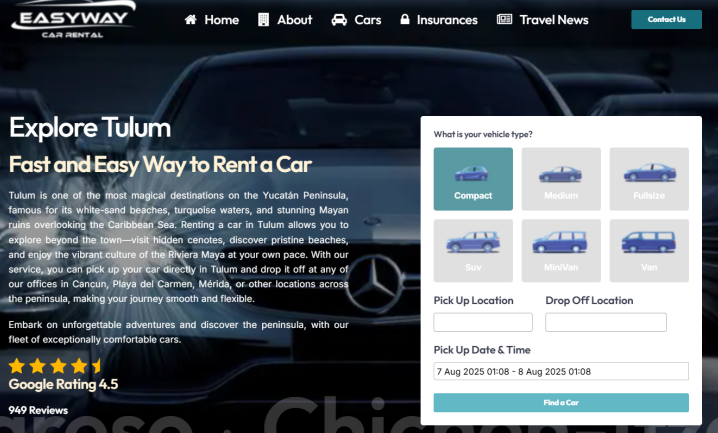 EASYWAY
CAR RENTAL
Home
About
Cars
Insurances
Travel News
Contact Us
Explore Tulum
Fast and Easy Way to Rent a Car
Tulum is one of the most magical destinations on the Yucatán Peninsula,
famous for its white-sand beaches, turquoise waters, and stunning Mayan
ruins overlooking the Caribbean Sea. Renting a car in Tulum allows you to
explore beyond the town—visit hidden cenotes, discover pristine beaches,
and enjoy the vibrant culture of the Riviera Maya at your own pace. With our
service, you can pick up your car directly in Tulum and drop it off at any of
our offices in Cancun, Playa del Carmen, Mérida, or other locations across
the peninsula, making your journey smooth and flexible.
Embark on unforgettable adventures and discover the peninsula, with our
fleet of exceptionally comfortable cars.
Google Rating 4.5
949 Reviews
What is your vehicle type?
Compact
Medium
Fullsize
Suv
MiniVan
Van
Pick Up Location
Drop Off Location
Pick Up Date & Time
7 Aug 2025 01:08 - 8 Aug 2025 01:08
Find a Car